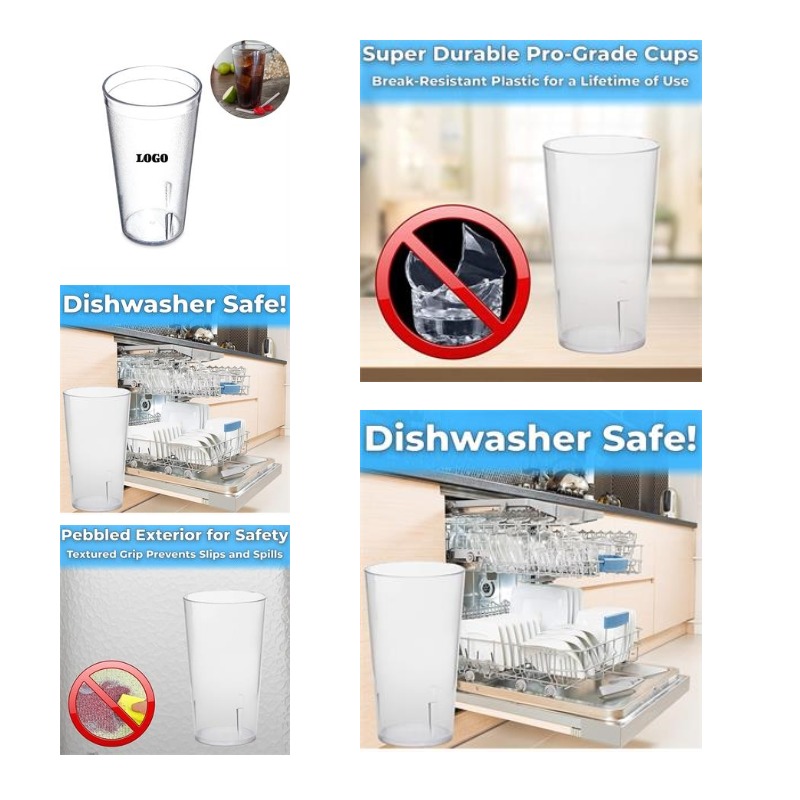 LOGO
Super Durable Pro-Grade Cups
Break-Resistant Plastic for a Lifetime of Use
Dishwasher Safe!
Pebbled Exterior for Safety
Textured Grip Prevents Slips and Spills
Dishwasher Safe!